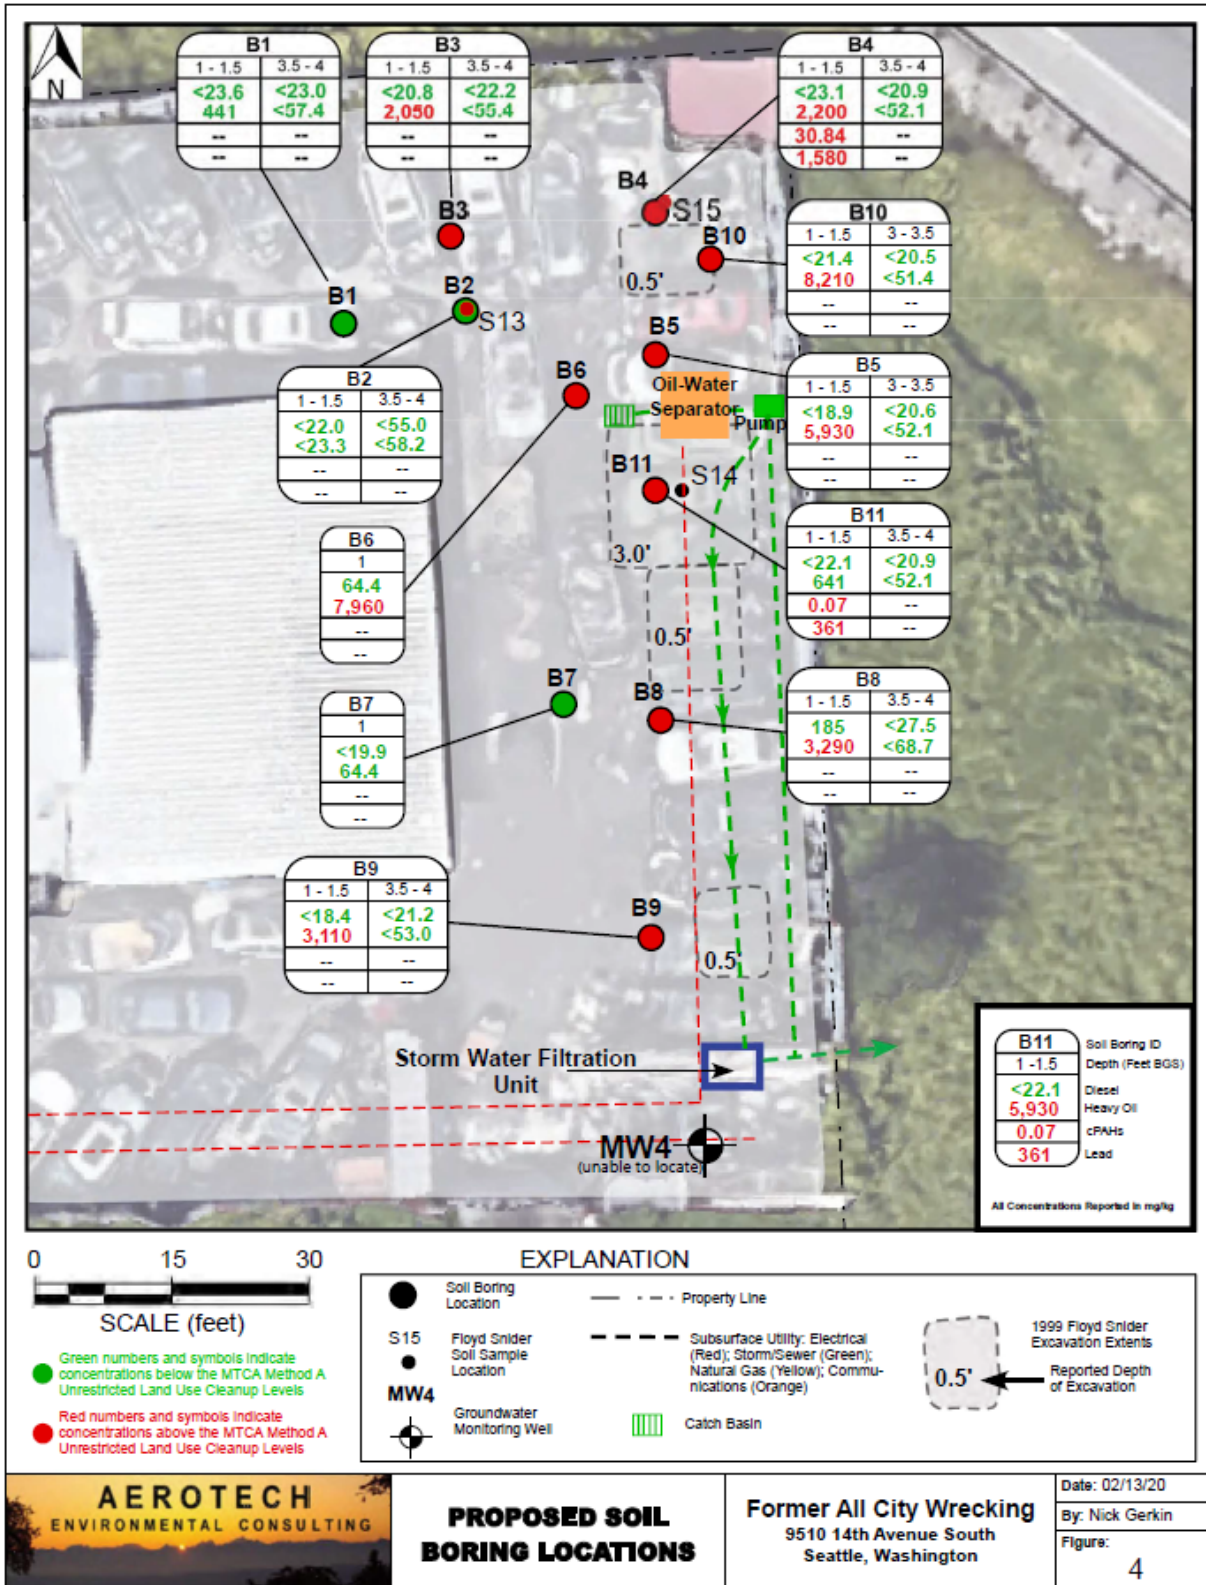 N
B1
1 - 1.5 3.5 - 4
<23.6 <23.0
441 <57.4
-- --
-- --
B3
1 - 1.5 3.5 - 4
<20.8 <22.2
2,050 <55.4
-- --
-- --
B4
1 - 1.5 3.5 - 4
<23.1 <20.9
2,200 <52.1
30.84 --
1,580 --
B4
S15
B3
B10
0.5'
B10
1 - 1.5 3 - 3.5
<21.4 <20.5
8,210 <51.4
-- --
-- --
B1
B2
S13
B5
B6
Oil-Water
Separator
Pump
B5
1 - 1.5 3 - 3.5
<18.9 <20.6
5,930 <52.1
-- --
-- --
B2
1 - 1.5 3.5 - 4
<22.0 <55.0
<23.3 <58.2
-- --
-- --
B11
S14
3.0'
B11
1 - 1.5 3.5 - 4
<22.1 <20.9
641 <52.1
0.07 --
361 --
B6
1
64.4
7,960
--
--
0.5'
B7
B8
B8
1 - 1.5 3.5 - 4
185 <27.5
3,290 <68.7
-- --
-- --
B7
1
<19.9
64.4
--
--
B9
1 - 1.5 3.5 - 4
<18.4 <21.2
3,110 <53.0
-- --
-- --
B9
0.5'
Storm Water Filtration
Unit
MW4
(unable to locate)
B11 Soil Boring ID
1 -1.5 Depth (Feet BGS)
<22.1 Diesel
5,930 Heavy Oil
0.07 cPAHs
361 Lead
All Concentrations Reported in mg/kg
0 15 30
SCALE (feet)
Green numbers and symbols indicate
concentrations below the MTCA Method A
Unrestricted Land Use Cleanup Levels
Red numbers and symbols indicate
concentrations above the MTCA Method A
Unrestricted Land Use Cleanup Levels
EXPLANATION
Soil Boring
Location
S15 Floyd Snider
Soil Sample
Location
MW4
Groundwater
Monitoring Well
Property Line
Subsurface Utility: Electrical
(Red); Storm/Sewer (Green);
Natural Gas (Yellow); Commu-
nications (Orange)
Catch Basin
1999 Floyd Snider
Excavation Extents
0.5'
Reported Depth
of Excavation
AEROTECH
ENVIRONMENTAL CONSULTING
PROPOSED SOIL
BORING LOCATIONS
Former All City Wrecking
9510 14th Avenue South
Seattle, Washington
Date: 02/13/20
By: Nick Gerkin
Figure:
4